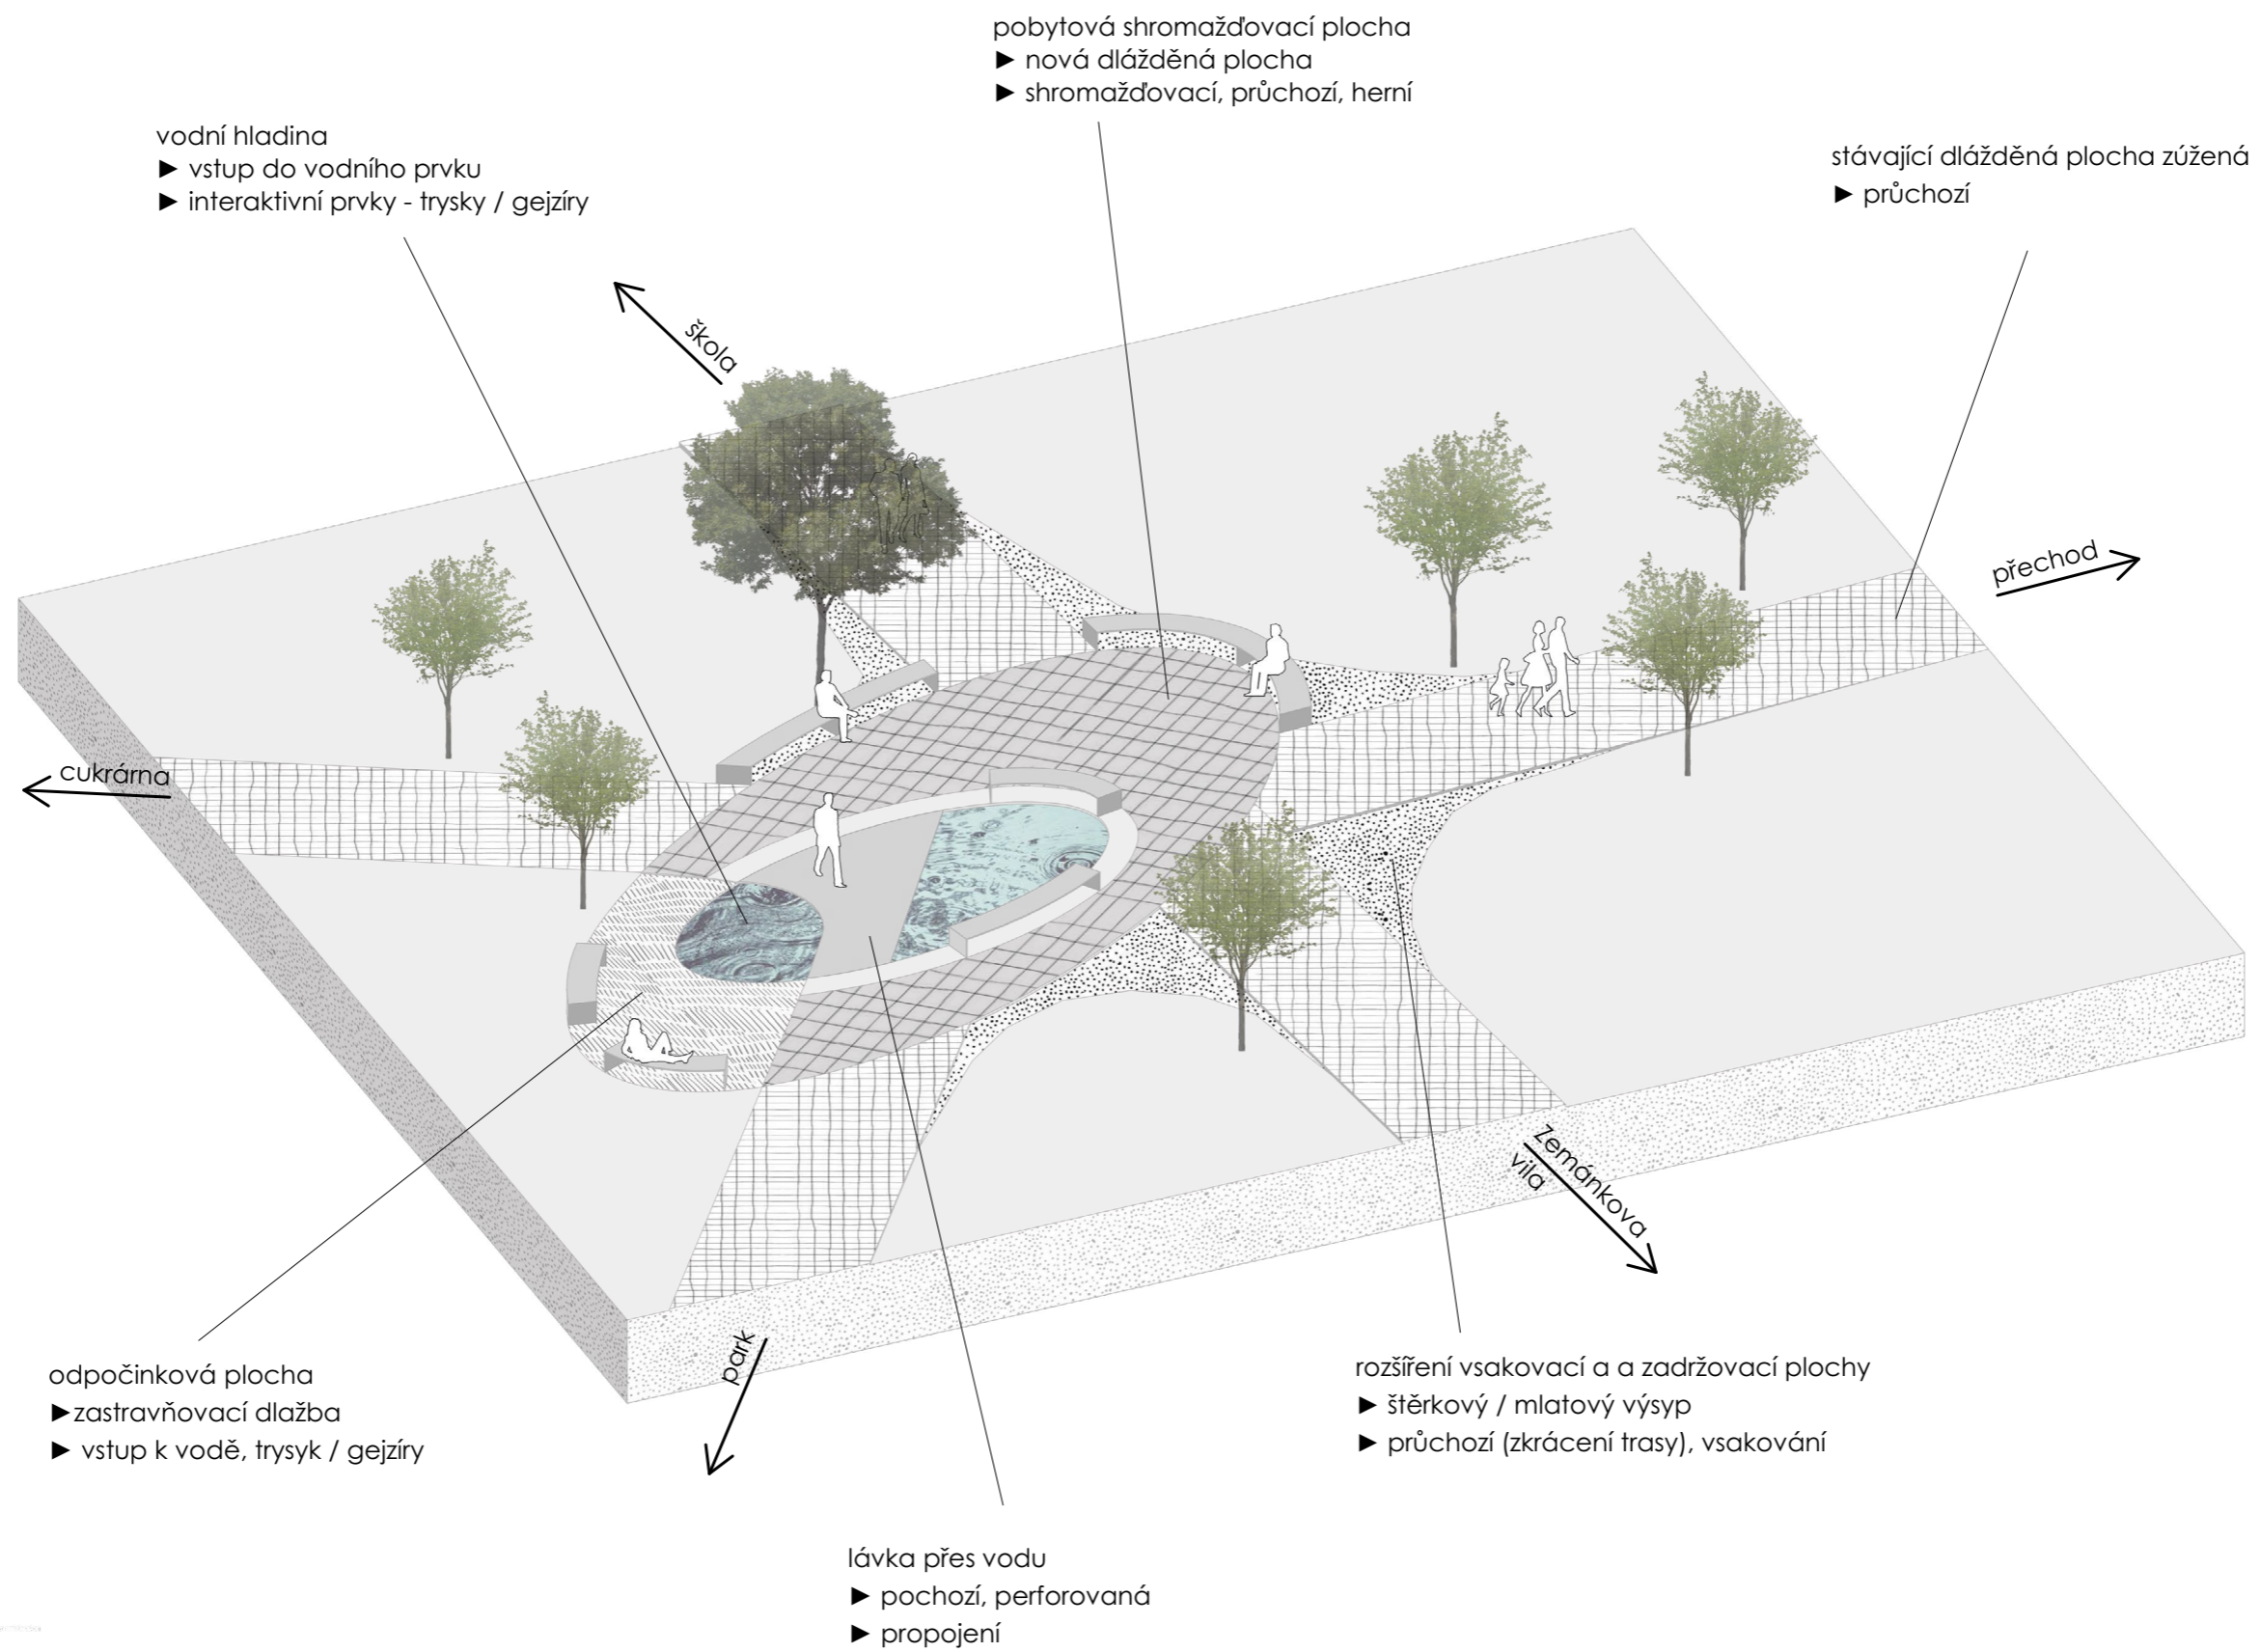 pobytová shromažďovací plocha
► nová dlážděná plocha
► shromažďovací, průchozí, herní
vodní hladina
► vstup do vodního prvku
► interaktivní prvky - trysky / gejzíry
stávající dlážděná plocha zúžená
► průchozí
škola
přechod
cukrárna
Zemánkova
vila
park
odpočinková plocha
►zastravňovací dlažba
► vstup k vodě, trysyk / gejzíry
rozšíření vsakovací a a zadržovací plochy
► štěrkový / mlatový výsyp
► průchozí (zkrácení trasy), vsakování
lávka přes vodu
► pochozí, perforovaná
► propojení